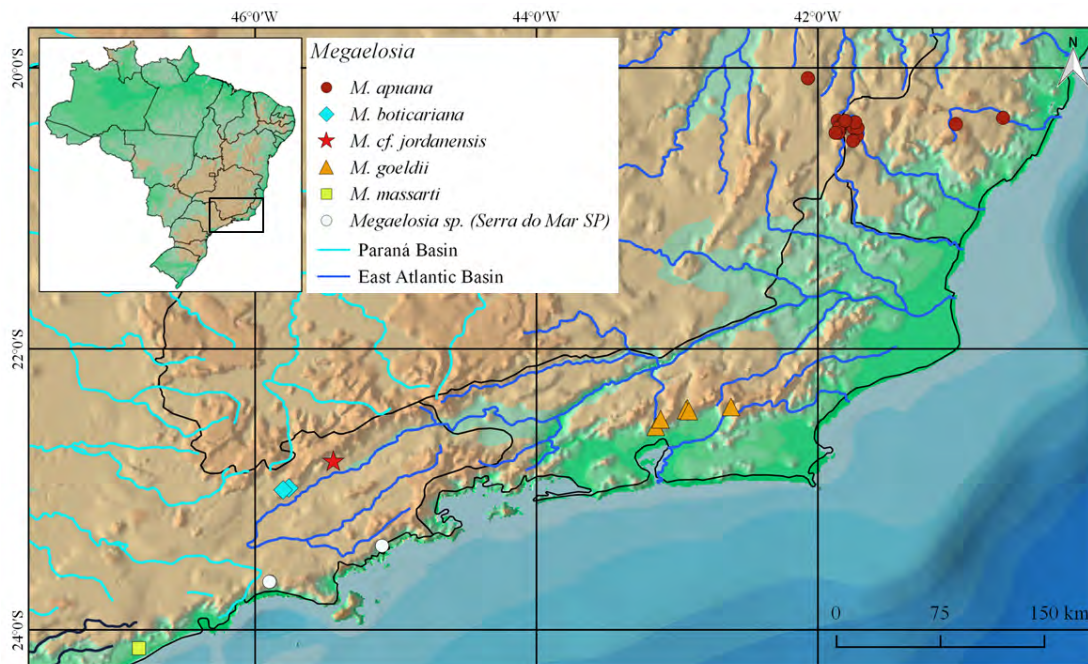 46°0'W 44°0'W 42°0'W
N
20°0'S
Megaelosia
M. apuana
M. boticariana
M. cf. jordanensis
M. goeldii
M. massarti
Megaelosia sp. (Serra do Mar SP)
Paraná Basin
East Atlantic Basin
22°0'S
24°0'S
0 75 150 km